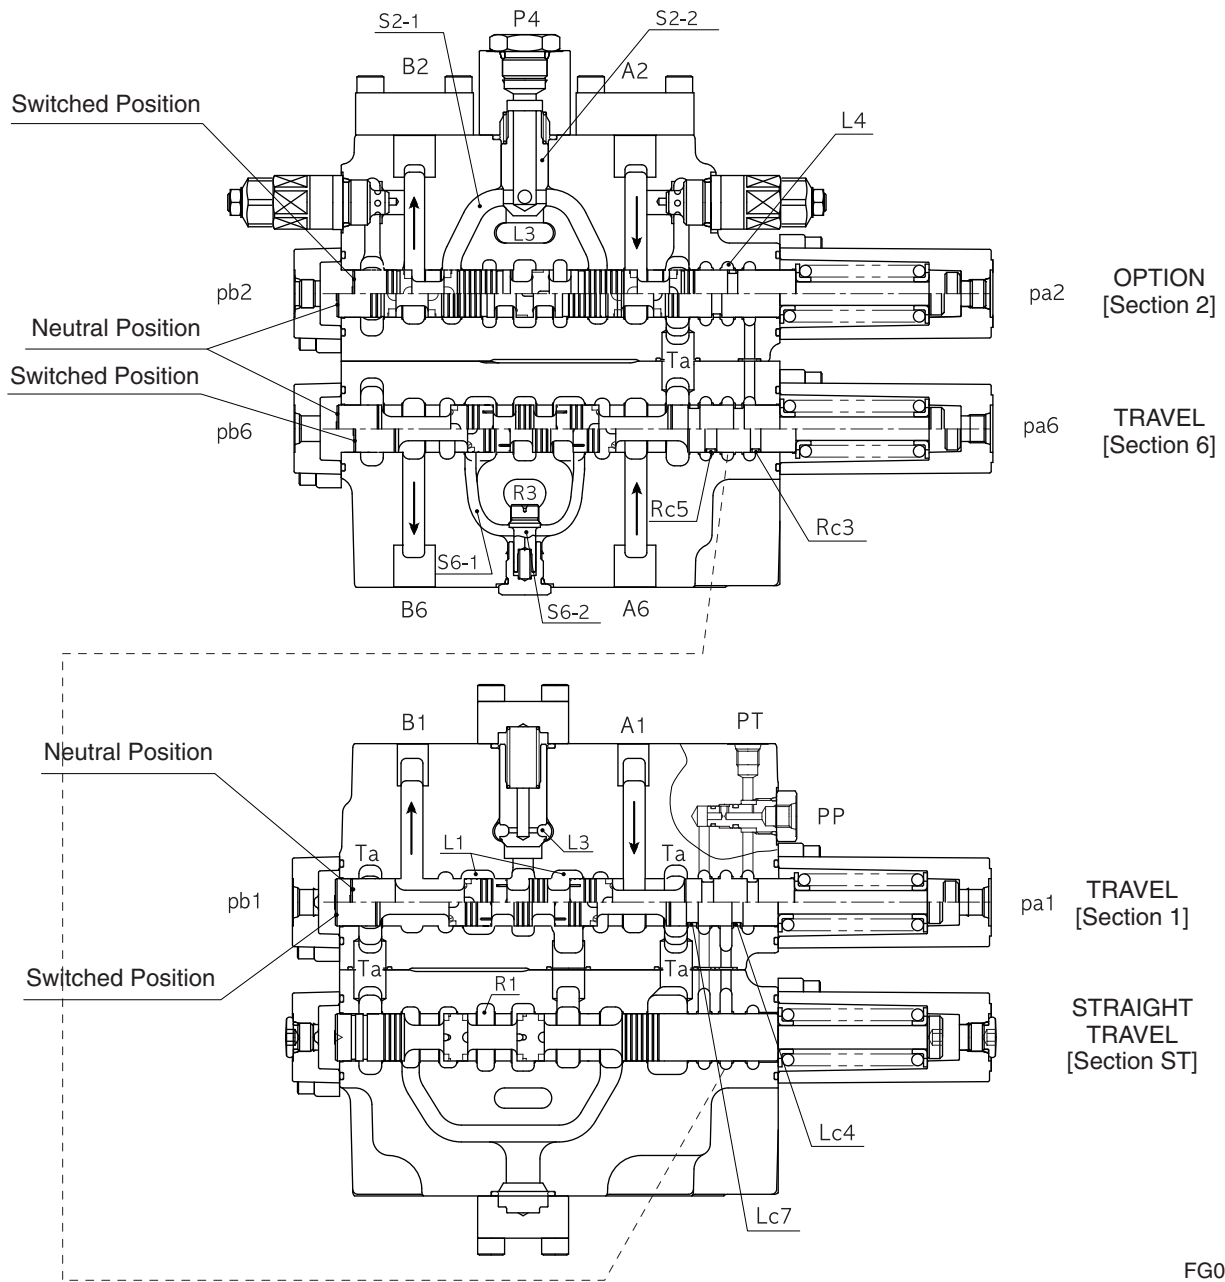 S2-1
P4
S2-2
B2
A2
Switched Position
L4
L3
pb2
pa2
OPTION
[Section 2]
Neutral Position
Ta
Switched Position
pb6
pa6
TRAVEL
[Section 6]
R3
Rc5
Rc3
S6-1
S6-2
B6
A6
B1
A1
PT
Neutral Position
PP
Ta
L1
L3
Ta
pb1
pa1
TRAVEL
[Section 1]
Switched Position
Ta
Ta
R1
STRAIGHT
TRAVEL
[Section ST]
Lc4
Lc7
FG0